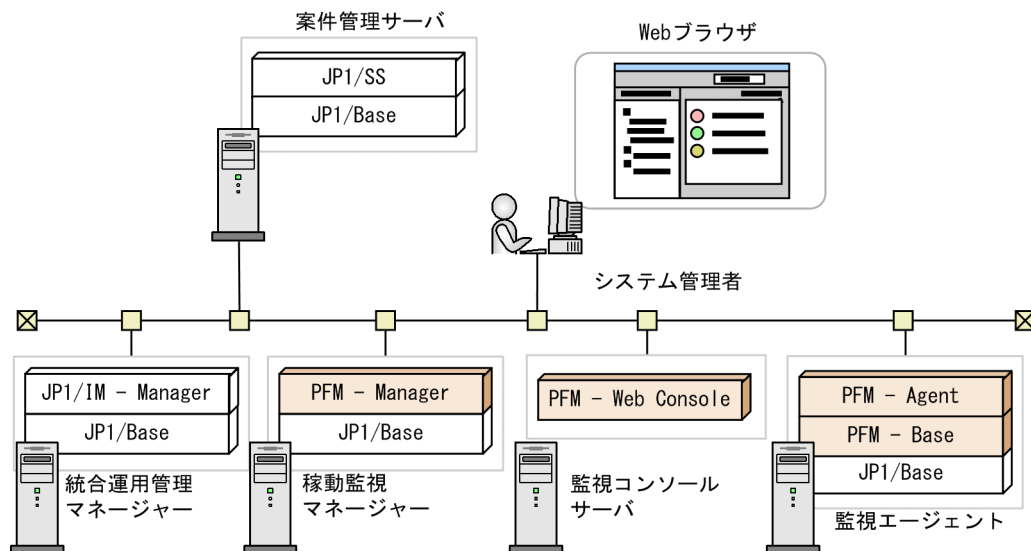 案件管理サーバ
JP1/SS
JP1/Base
Webブラウザ
システム管理者
JP1/IM - Manager
JP1/Base
統合運用管理
マネージャー
PFM - Manager
JP1/Base
稼動監視
マネージャー
PFM - Web Console
監視コンソール
サーバ
PFM - Agent
PFM - Base
JP1/Base
監視エージェント